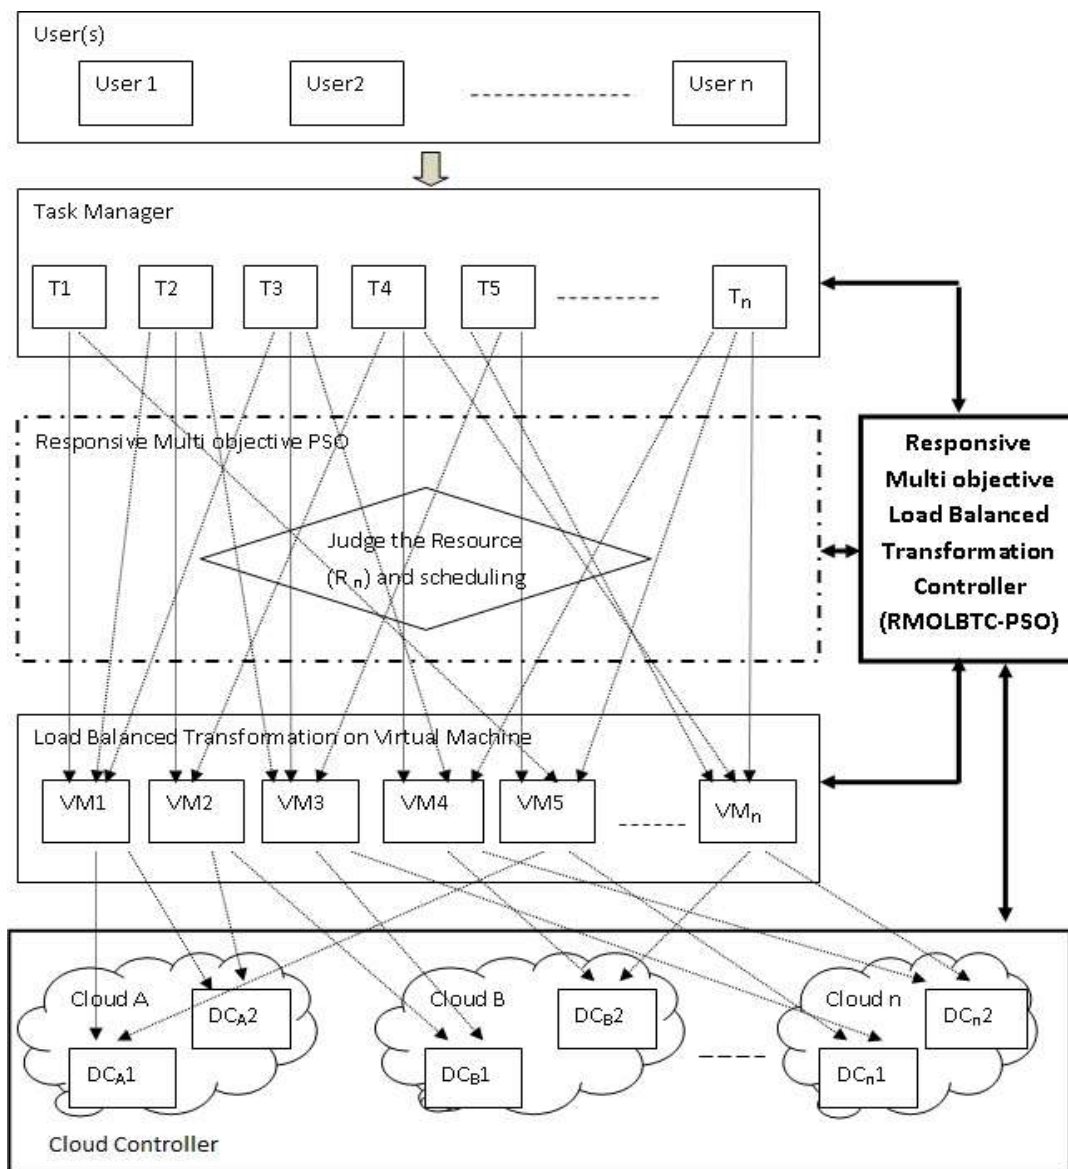 User(s)
User 1
User2
User n
Task Manager
T1
T2
T3
T4
T5
Tn
Responsive Multi objective PSO
Judge the Resource
(R n) and scheduling
Responsive
Multi objective
Load Balanced
Transformation
Controller
(RMOLBTC-PSO)
Load Balanced Transformation on Virtual Machine
VM1
VM2
VM3
VM4
VM5
VMn
Cloud A
DCA2
DCA1
Cloud B
DCB2
DCB1
Cloud n
DCn2
DCn1
Cloud Controller